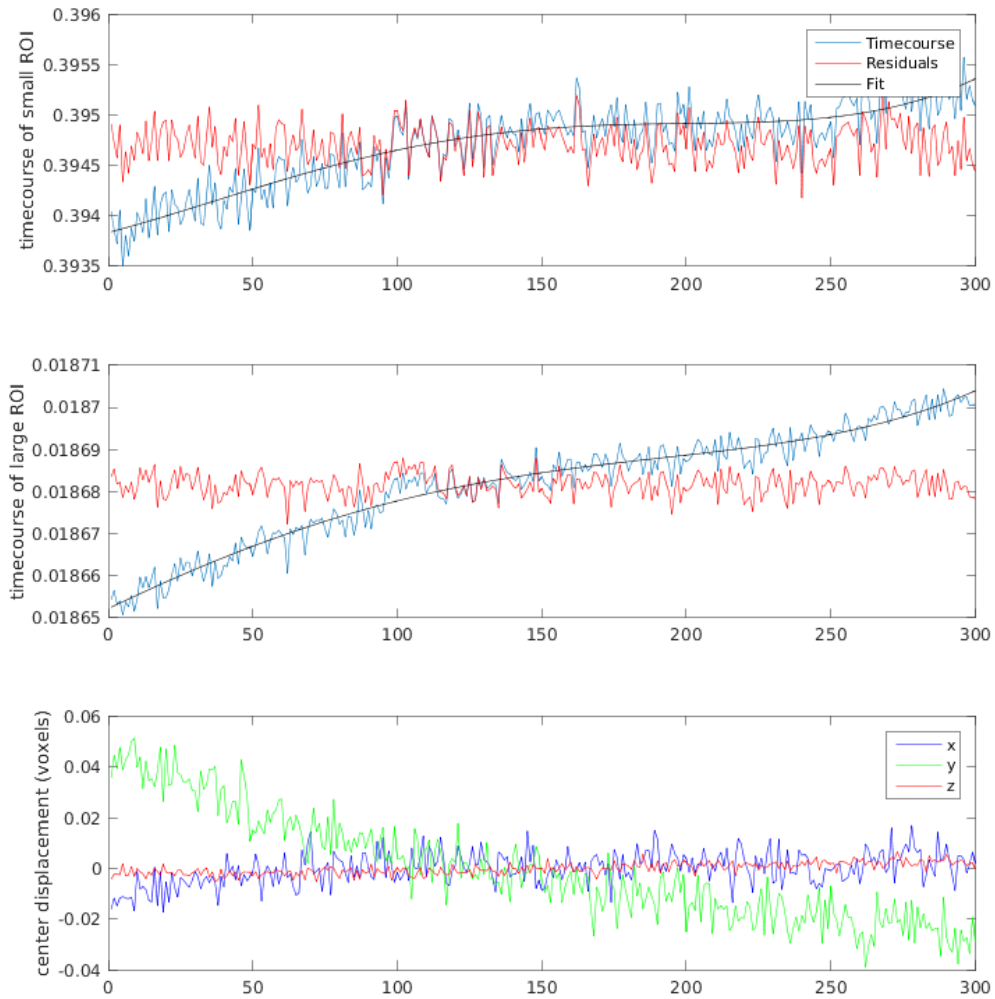 0.396
0.3955
0.395
0.3945
0.394
0.3935
timecourse of small ROI
Timecourse
Residuals
Fit
0 50 100 150 200 250 300
0.01871
0.0187
0.01869
0.01868
0.01867
0.01866
0.01865
timecourse of large ROI
0 50 100 150 200 250 300
0.06
0.04
0.02
0
-0.02
-0.04
center displacement (voxels)
x
y
z
0 50 100 150 200 250 300